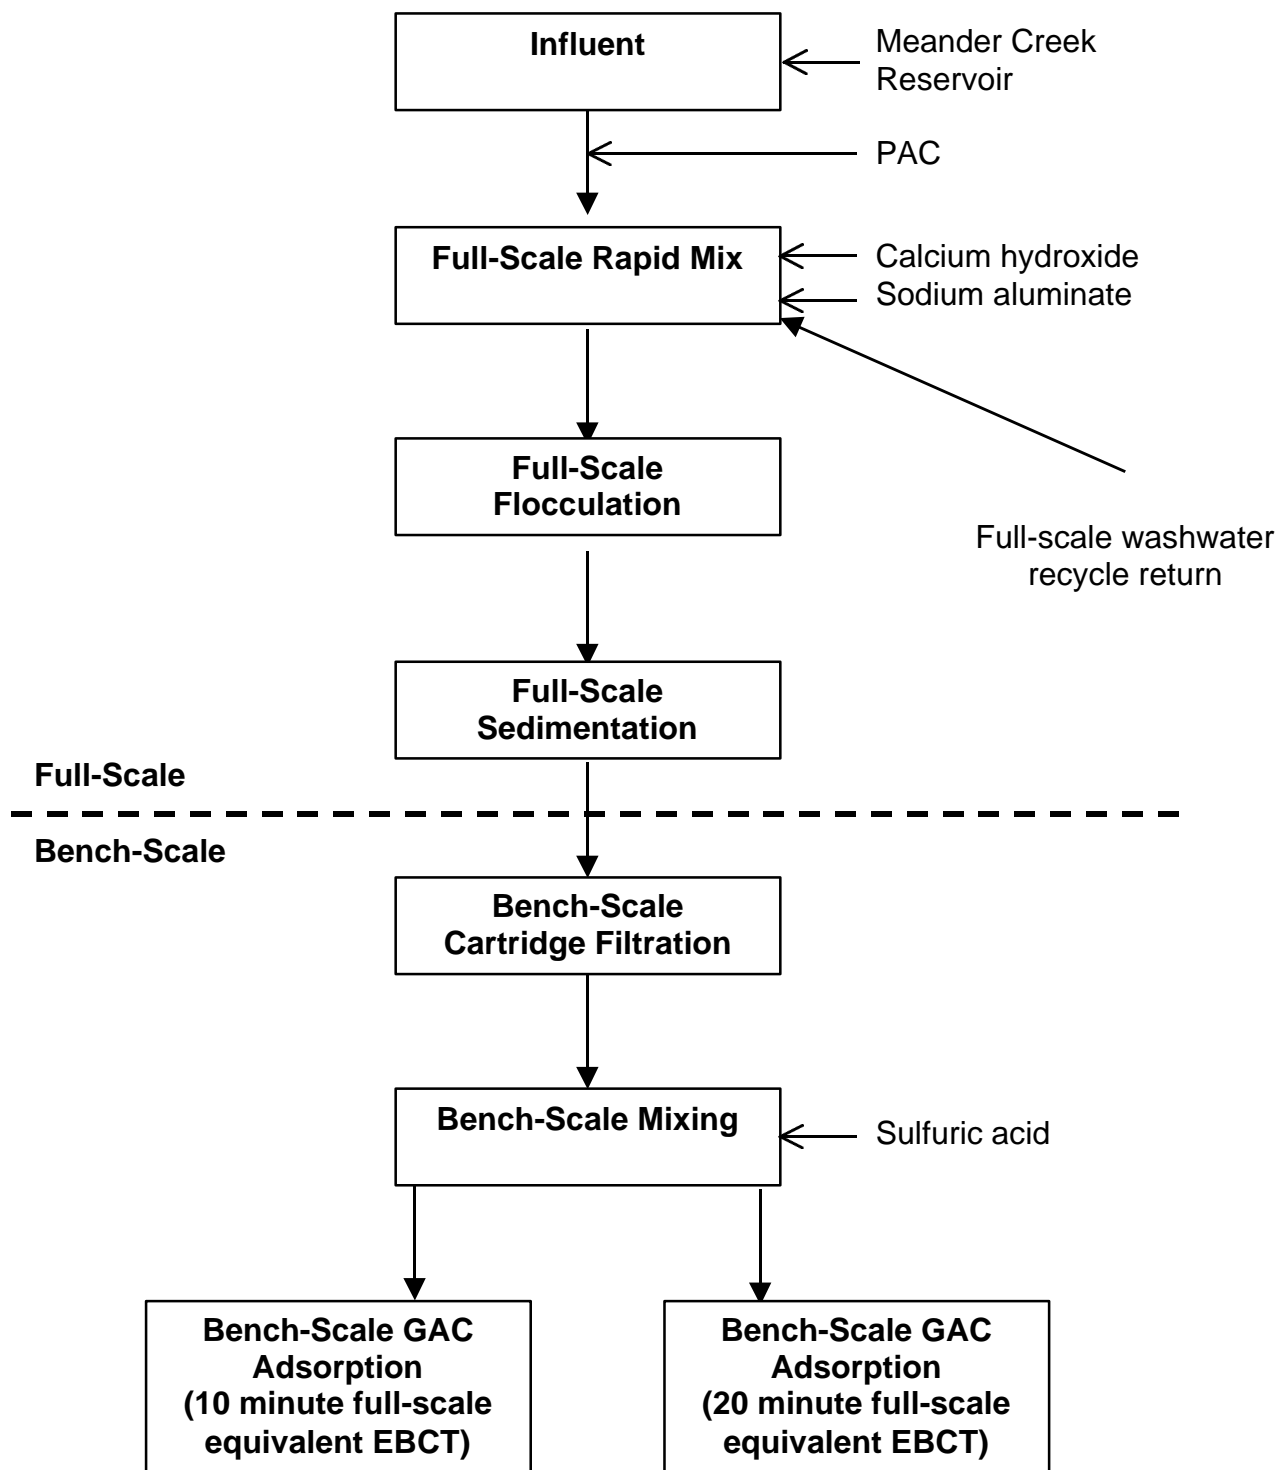 Influent
Meander Creek
Reservoir
PAC
Full-Scale Rapid Mix
Calcium hydroxide
Sodium aluminate
Full-Scale
Flocculation
Full-scale washwater
recycle return
Full-Scale
Sedimentation
Full-Scale
Bench-Scale
Bench-Scale
Cartridge Filtration
Bench-Scale Mixing
Sulfuric acid
Bench-Scale GAC
Adsorption
(10 minute full-scale
equivalent EBCT)
Bench-Scale GAC
Adsorption
(20 minute full-scale
equivalent EBCT)